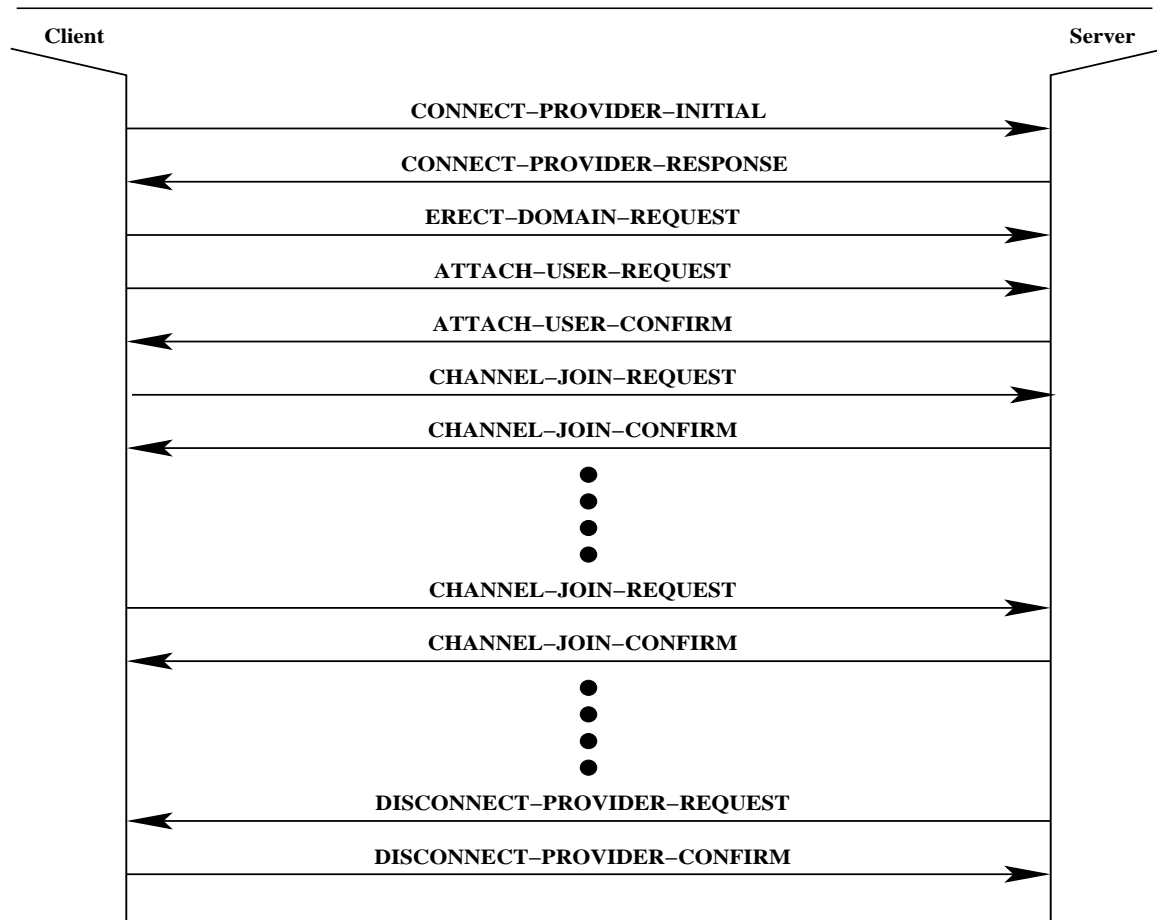 Client
Server
CONNECT–PROVIDER–INITIAL
CONNECT–PROVIDER–RESPONSE
ERECT–DOMAIN–REQUEST
ATTACH–USER–REQUEST
ATTACH–USER–CONFIRM
CHANNEL–JOIN–REQUEST
CHANNEL–JOIN–CONFIRM
CHANNEL–JOIN–REQUEST
CHANNEL–JOIN–CONFIRM
DISCONNECT–PROVIDER–REQUEST
DISCONNECT–PROVIDER–CONFIRM